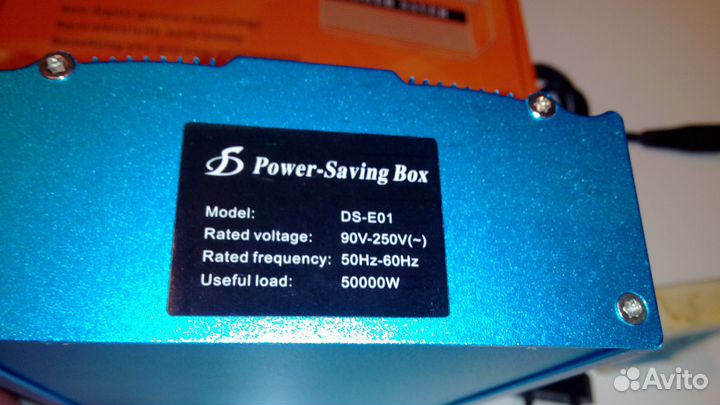 Power-Saving Box
Model: DS-E01
Rated voltage: 90V-250V(~)
Rated frequency: 50Hz-60Hz
Useful load: 50000W
Avito